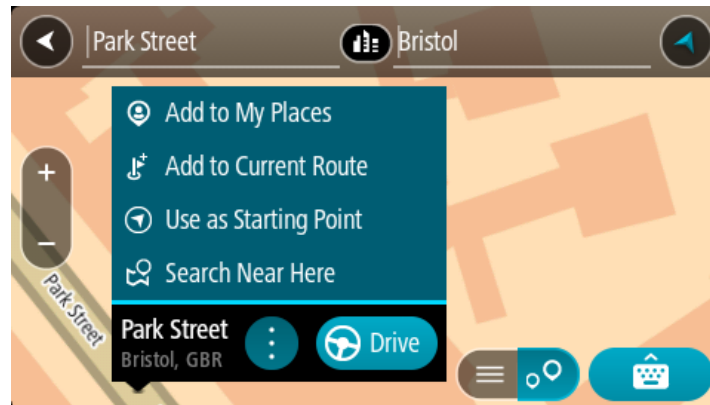 Park Street
Bristol
Add to My Places
Add to Current Route
Use as Starting Point
Search Near Here
+
−
Park Street
Park Street
Bristol, GBR
Drive